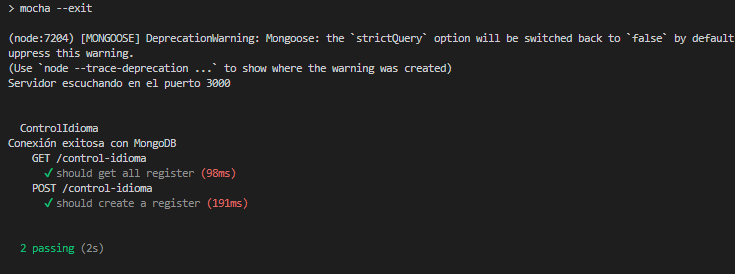 > mocha --exit
(node:7204) [MONGOOSE] DeprecationWarning: Mongoose: the `strictQuery` option will be switched back to `false` by default
uppress this warning.
(Use `node --trace-deprecation ...` to show where the warning was created)
Servidor escuchando en el puerto 3000
ControlIdioma
Conexión exitosa con MongoDB
GET /control-idioma
✓ should get all register (98ms)
POST /control-idioma
✓ should create a register (191ms)
2 passing (2s)